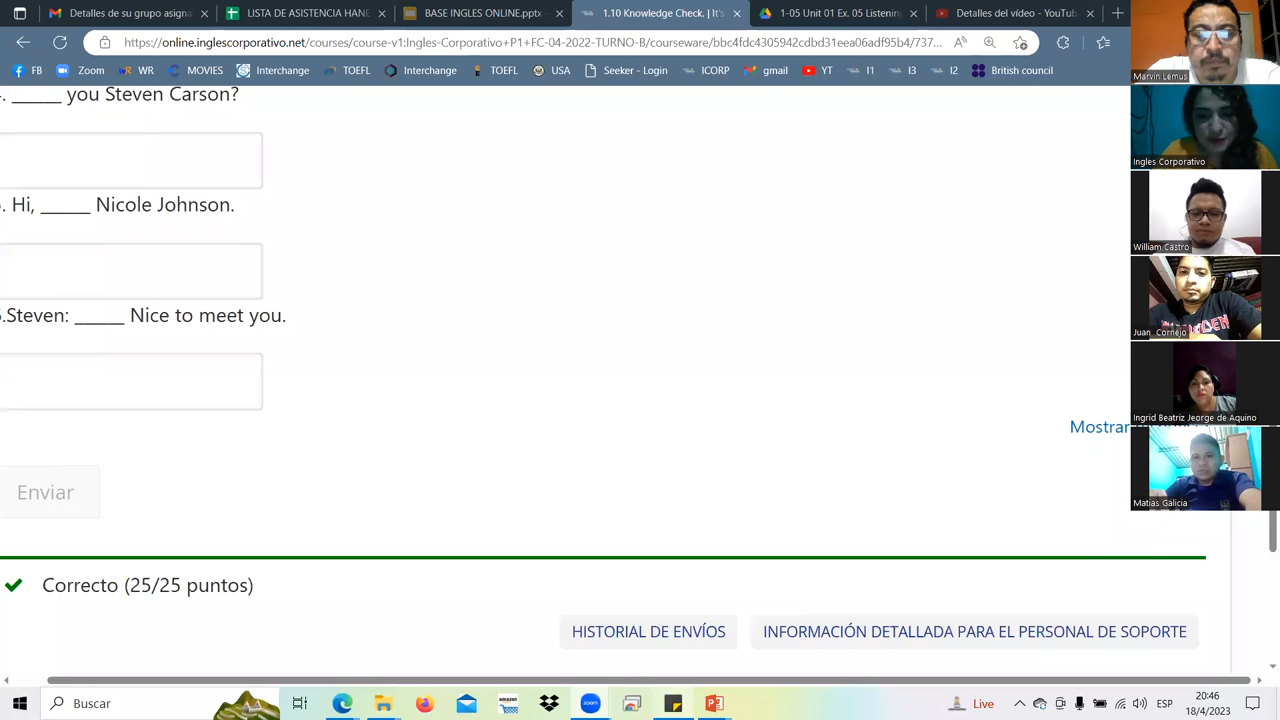 Detalles de su grupo asigna
LISTA DE ASISTENCIA HANE
BASE INGLES ONLINE.pptx
1.10 Knowledge Check. | It's
1-05 Unit 01 Ex. 05 Listening
Detalles del vídeo - YouTub
https://online.inglescorporativo.net/courses/course-v1:Ingles-Corporativo+P1+FC-04-2022-TURNO-B/courseware/bbc4fdc4305942cdbd31eea06adf95b4/737...
FB
Zoom
WR
MOVIES
Interchange
TOEFL
Interchange
TOEFL
USA
Seeker - Login
ICORP
gmail
YT
I1
I3
I2
British council
. ______ you Steven Carson?
. Hi, ______ Nicole Johnson.
.Steven: ______ Nice to meet you.
Mostrar
Enviar
Correcto (25/25 puntos)
HISTORIAL DE ENVÍOS
INFORMACIÓN DETALLADA PARA EL PERSONAL DE SOPORTE
Marvin Lemus
Ingles Corporativo
William Castro
Juan Cornejo
Ingrid Beatriz Jeorge de Aquino
Matias Galicia
Buscar
Live
ESP
20:46
18/4/2023